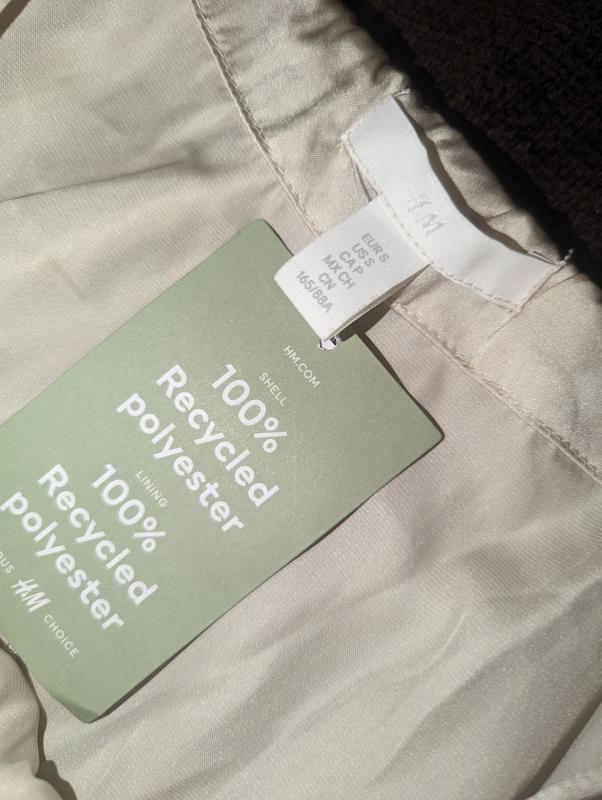 H&M
EUR S
US S
CA P
MX CH
CN
165/88A
HM.COM
SHELL
100%
Recycled
polyester
LINING
100%
Recycled
polyester
OUS H&M CHOICE